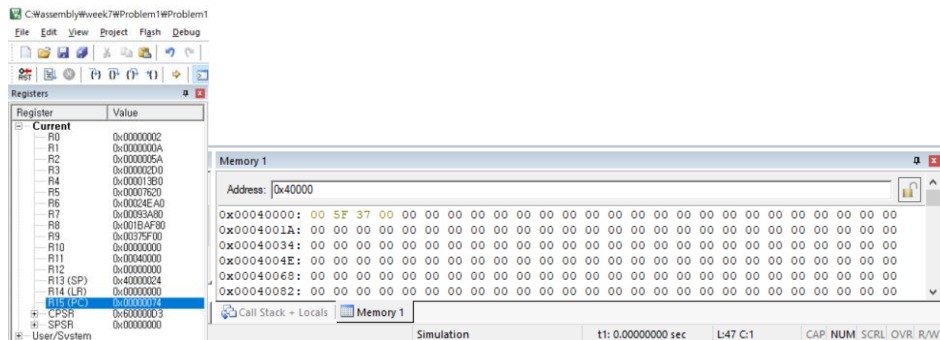 C:₩assembly₩week7₩Problem1₩Problem1
File Edit View Project Flash Debug
RST
Registers
Register Value
Current
R0 0x00000002
R1 0x0000000A
R2 0x0000005A
R3 0x000002D0
R4 0x000013B0
R5 0x00007620
R6 0x00024EA0
R7 0x00093A80
R8 0x001BAF80
R9 0x00375F00
R10 0x00000000
R11 0x00040000
R12 0x00000000
R13 (SP) 0x40000024
R14 (LR) 0x00000000
R15 (PC) 0x00000074
CPSR 0x600000D3
SPSR 0x00000000
User/System
Memory 1
Address: 0x40000
0x00040000: 00 5F 37 00 00 00 00 00 00 00 00 00 00 00 00 00 00 00 00 00 00 00 00 00 00 00
0x0004001A: 00 00 00 00 00 00 00 00 00 00 00 00 00 00 00 00 00 00 00 00 00 00 00 00 00 00
0x00040034: 00 00 00 00 00 00 00 00 00 00 00 00 00 00 00 00 00 00 00 00 00 00 00 00 00 00
0x0004004E: 00 00 00 00 00 00 00 00 00 00 00 00 00 00 00 00 00 00 00 00 00 00 00 00 00 00
0x00040068: 00 00 00 00 00 00 00 00 00 00 00 00 00 00 00 00 00 00 00 00 00 00 00 00 00 00
0x00040082: 00 00 00 00 00 00 00 00 00 00 00 00 00 00 00 00 00 00 00 00 00 00 00 00 00 00
Call Stack + Locals Memory 1
Simulation t1: 0.00000000 sec L:47 C:1 CAP NUM SCRL OVR R/W